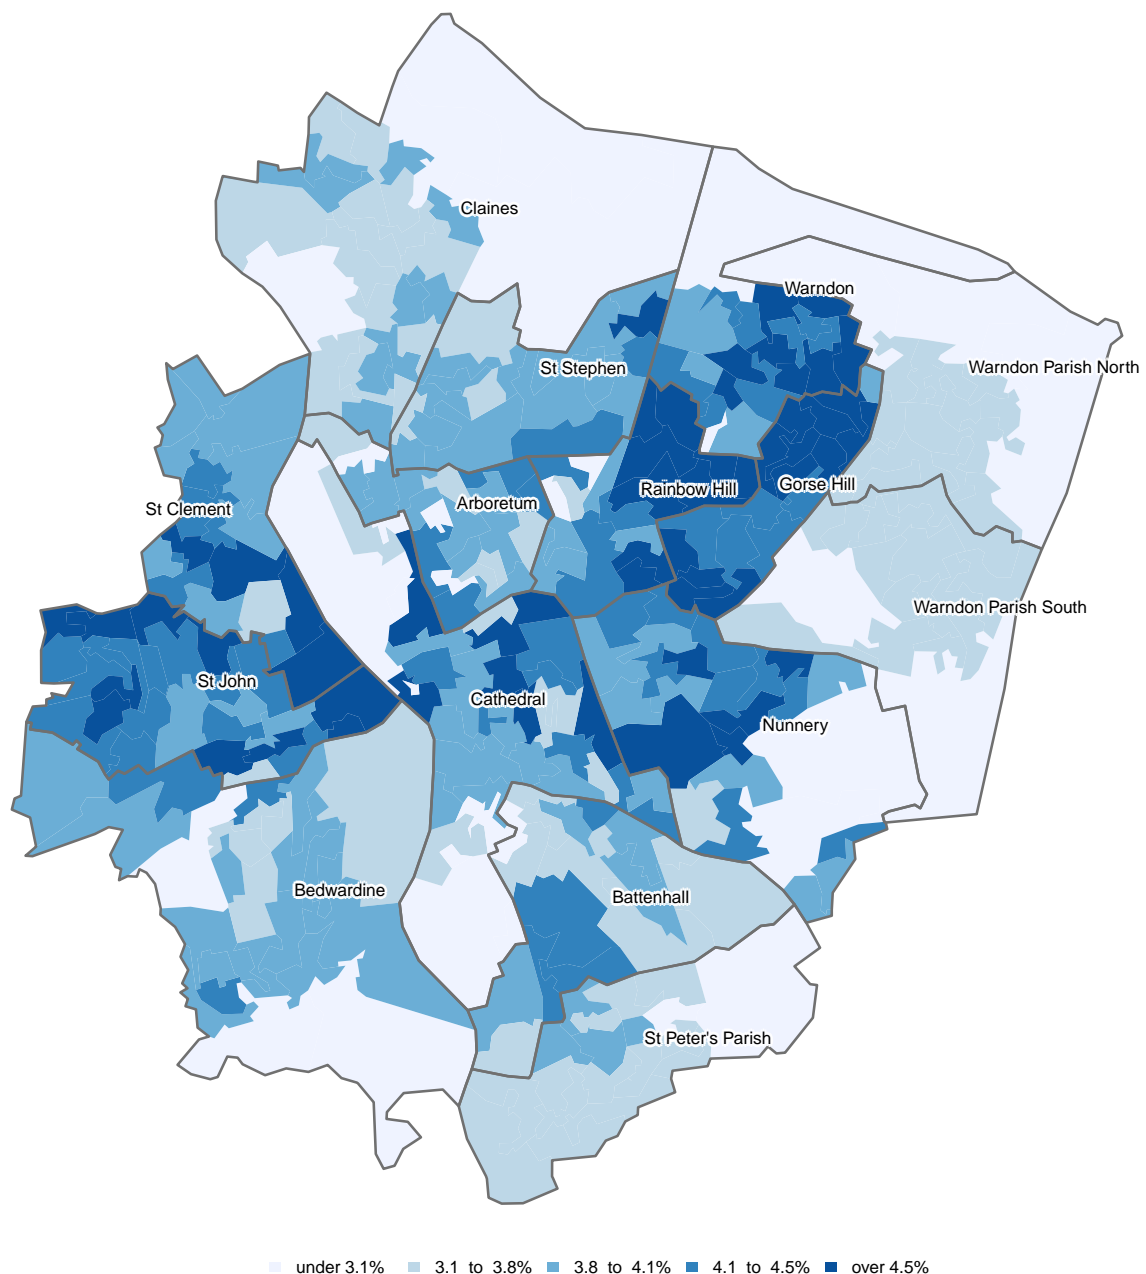 Claines
Warndon
St Stephen
Warndon Parish North
Gorse Hill
Rainbow Hill
Arboretum
St Clement
Warndon Parish South
St John
Cathedral
Nunnery
Bedwardine
Battenhall
St Peter's Parish
under 3.1% 3.1 to 3.8% 3.8 to 4.1% 4.1 to 4.5% over 4.5%